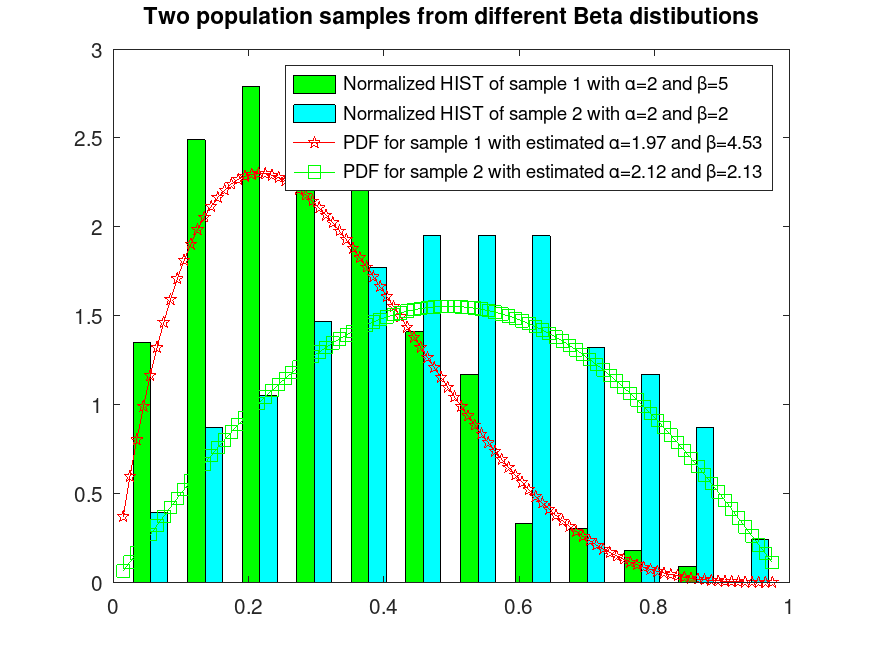 Two population samples from different Beta distibutions
3
2.5
2
1.5
1
0.5
0
0
0.2
0.4
0.6
0.8
1
Normalized HIST of sample 1 with α=2 and β=5
Normalized HIST of sample 2 with α=2 and β=2
PDF for sample 1 with estimated α=1.97 and β=4.53
PDF for sample 2 with estimated α=2.12 and β=2.13